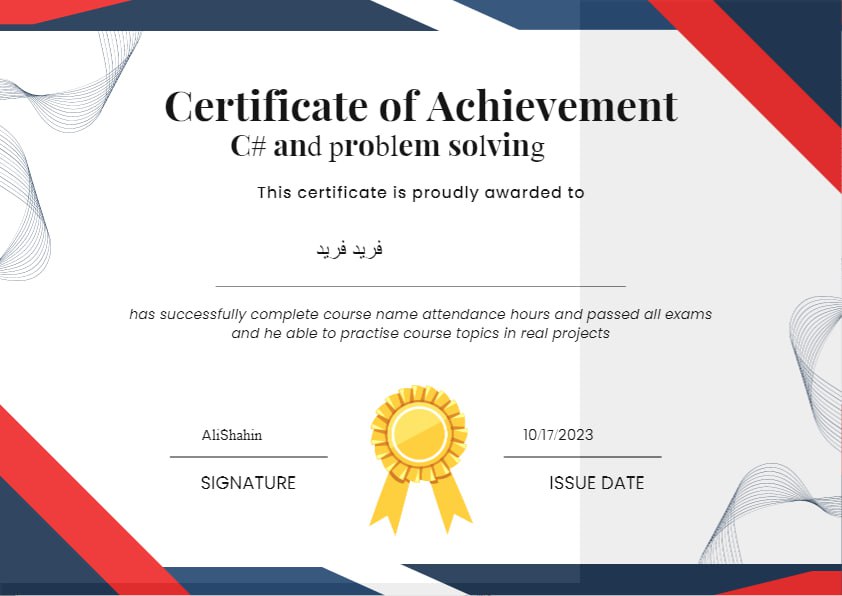 Certificate of Achievement
C# and problem solving
This certificate is proudly awarded to
فريد فريد
has successfully complete course name attendance hours and passed all exams
and he able to practise course topics in real projects
AliShahin
10/17/2023
SIGNATURE
ISSUE DATE